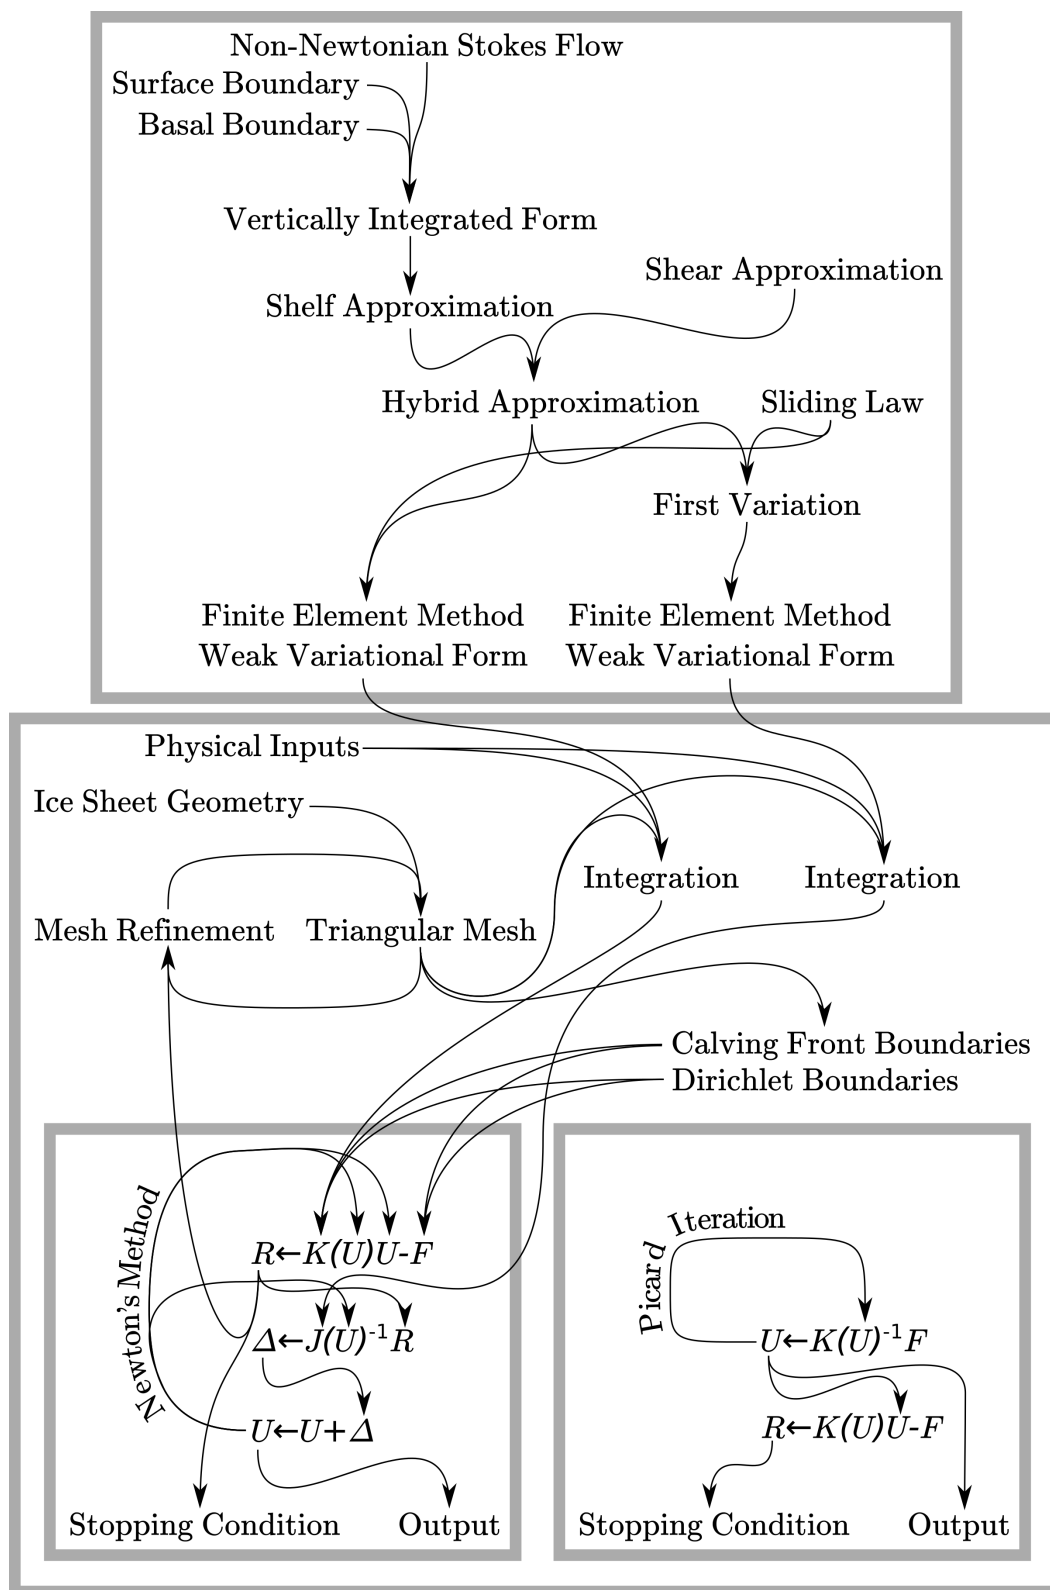 Non-Newtonian Stokes Flow
Surface Boundary
Basal Boundary
Vertically Integrated Form
Shear Approximation
Shelf Approximation
Hybrid Approximation
Sliding Law
First Variation
Finite Element Method
Weak Variational Form
Finite Element Method
Weak Variational Form
Physical Inputs
Ice Sheet Geometry
Integration
Integration
Mesh Refinement
Triangular Mesh
Calving Front Boundaries
Dirichlet Boundaries
Newton's Method
R←K(U)U-F
Δ←J(U)⁻¹R
U←U+Δ
Stopping Condition
Output
Picard Iteration
U←K(U)⁻¹F
R←K(U)U-F
Stopping Condition
Output